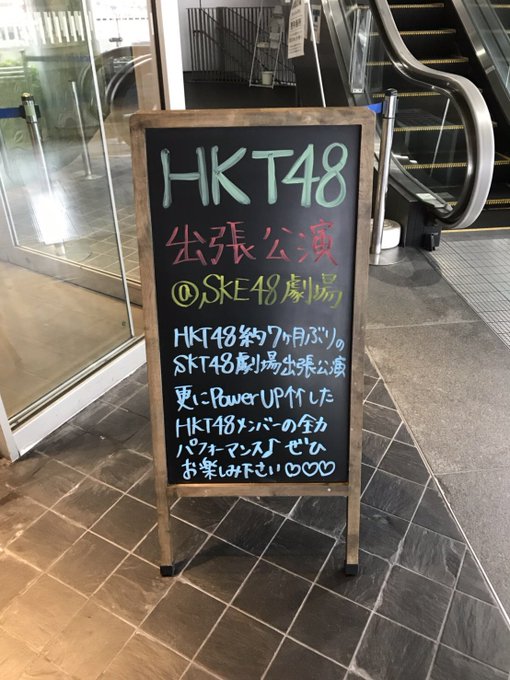 HKT48
出張公演
@SKE48劇場
HKT48約7ヶ月ぶりの
SKT48劇場出張公演
更にPower UP↑↑した
HKT48メンバーの全力
パフォーマンス♪ぜひ
お楽しみ下さい♡♡♡